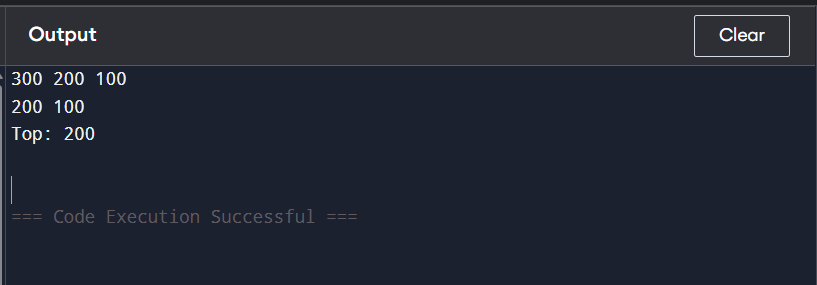 Output
Clear
300 200 100
200 100
Top: 200
=== Code Execution Successful ===